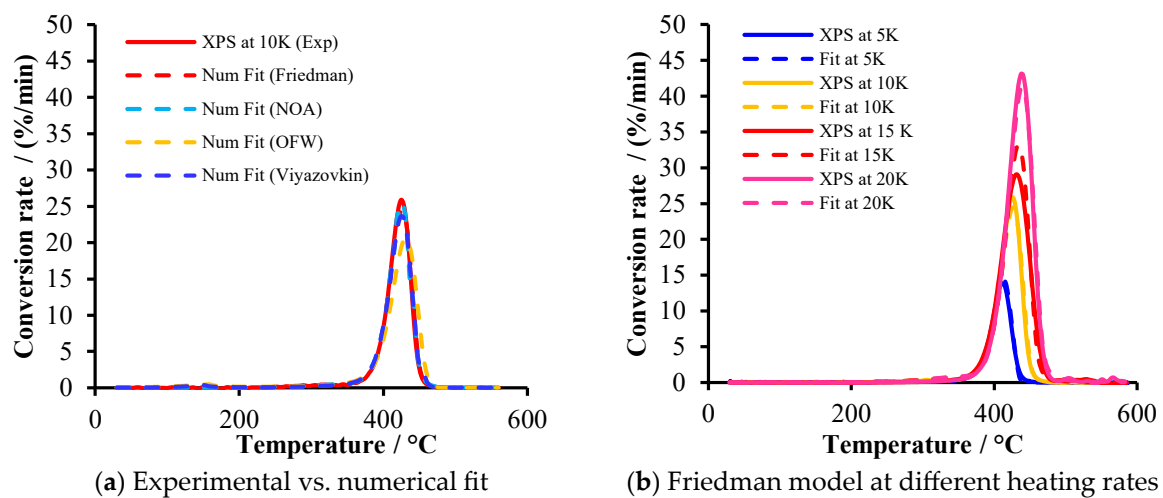 50
45
40
35
30
25
20
15
10
5
0
Conversion rate / (%/min)
XPS at 10K (Exp)
Num Fit (Friedman)
Num Fit (NOA)
Num Fit (OFW)
Num Fit (Viyazovkin)
0
200
400
600
Temperature / °C
(a) Experimental vs. numerical fit
50
45
40
35
30
25
20
15
10
5
0
Conversion rate / (%/min)
XPS at 5K
Fit at 5K
XPS at 10K
Fit at 10K
XPS at 15 K
Fit at 15K
XPS at 20K
Fit at 20K
0
200
400
600
Temperature / °C
(b) Friedman model at different heating rates